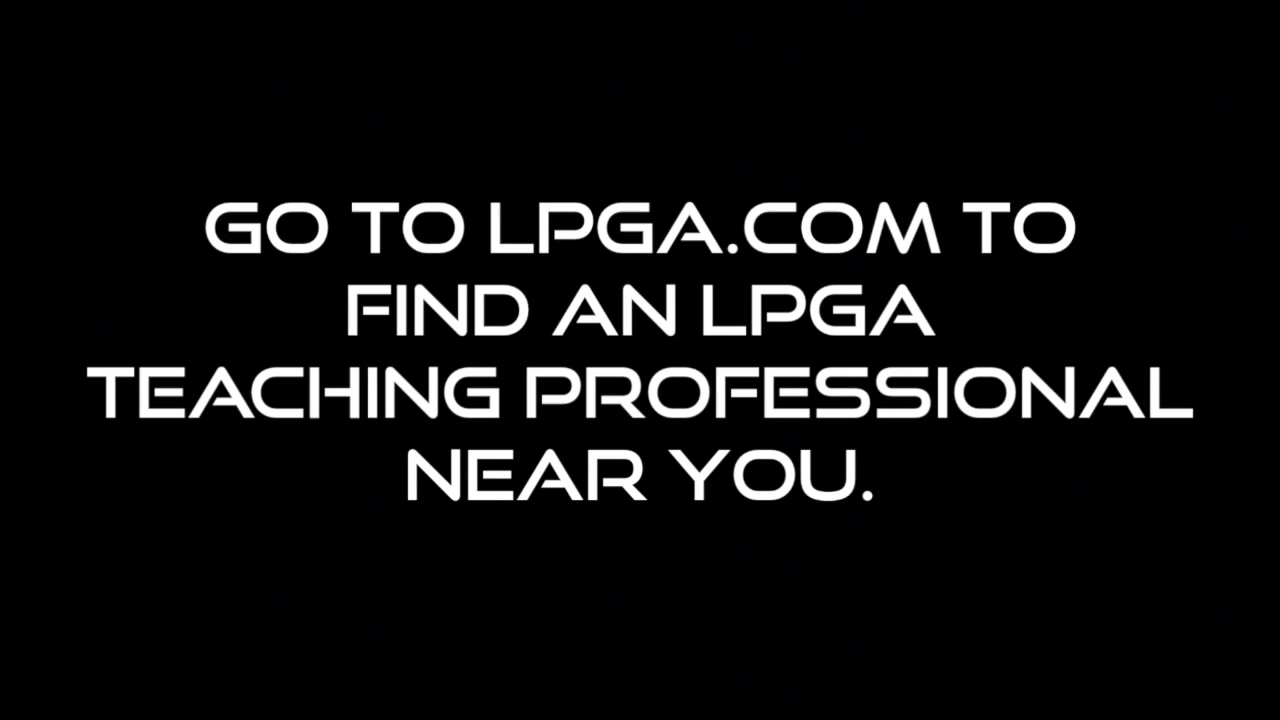 GO TO LPGA.COM TO
FIND AN LPGA
TEACHING PROFESSIONAL
NEAR YOU.